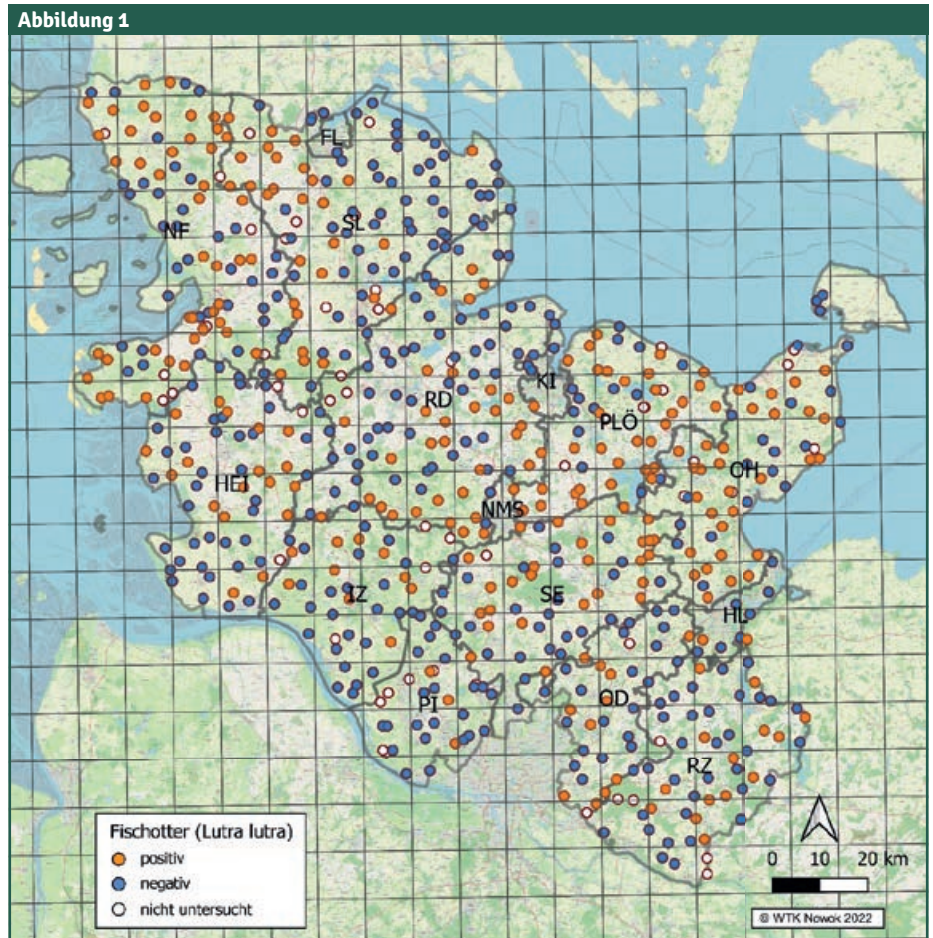 Abbildung 1
FL
NF
SL
KI
RD
PLÖ
OH
HEI
NMS
IZ
SE
HL
PI
OD
RZ
Fischotter (Lutra lutra)
positiv
negativ
nicht untersucht
0 10 20 km
© WTK Nowok 2022